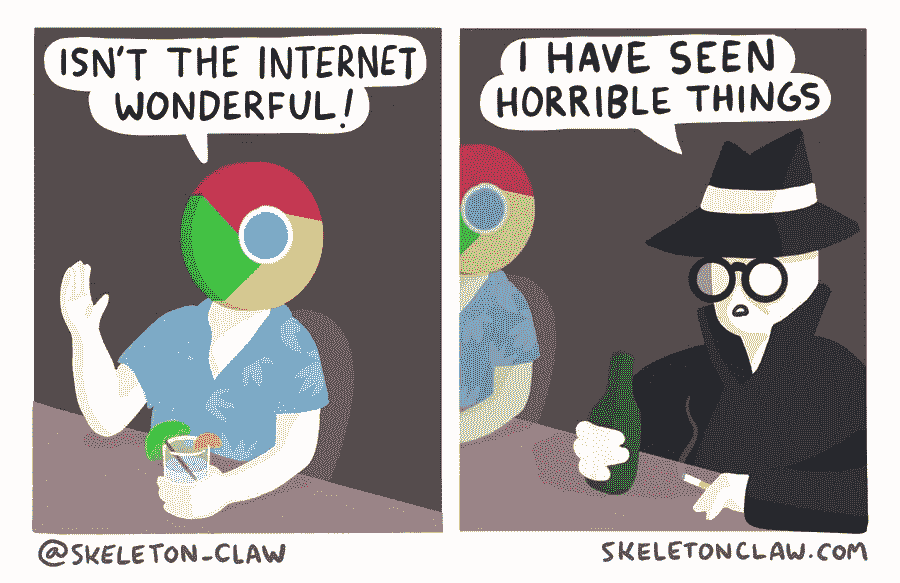 ISN'T THE INTERNET
WONDERFUL!
I HAVE SEEN
HORRIBLE THINGS
@SKELETON_CLAW
SKELETONCLAW.COM